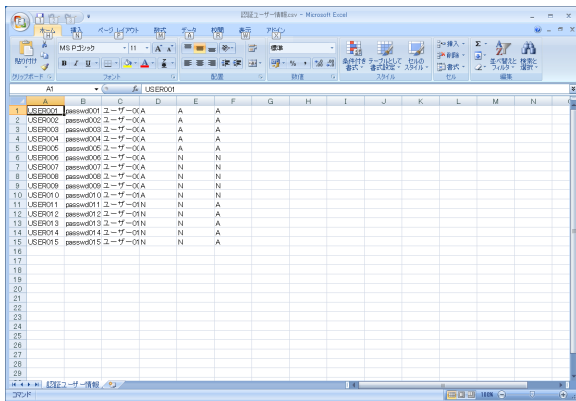 認証ユーザー情報.csv - Microsoft Excel
ホーム 挿入 ページ レイアウト 数式 データ 校閲 表示 アドイン
貼り付け MS Pゴシック 11 標準 条件付き書式 テーブルとして書式設定 セルのスタイル 挿入 削除 書式 並べ替えとフィルタ 検索と選択
クリップボード フォント 配置 数値 スタイル セル 編集
A1 USER001
A B C D E F G H I J K L M N
1 USER001 passwd001 ユーザー00 A A A
2 USER002 passwd002 ユーザー00 A A A
3 USER003 passwd003 ユーザー00 A A A
4 USER004 passwd004 ユーザー00 A A A
5 USER005 passwd005 ユーザー00 A A A
6 USER006 passwd006 ユーザー00 A N N
7 USER007 passwd007 ユーザー00 A N N
8 USER008 passwd008 ユーザー00 A N N
9 USER009 passwd009 ユーザー00 A N N
10 USER010 passwd010 ユーザー01 N N N
11 USER011 passwd011 ユーザー01 N N A
12 USER012 passwd012 ユーザー01 N N A
13 USER013 passwd013 ユーザー01 N N A
14 USER014 passwd014 ユーザー01 N N A
15 USER015 passwd015 ユーザー01 N N A
16
17
18
19
20
21
22
23
24
25
26
27
28
29
認証ユーザー情報
コマンド 100%